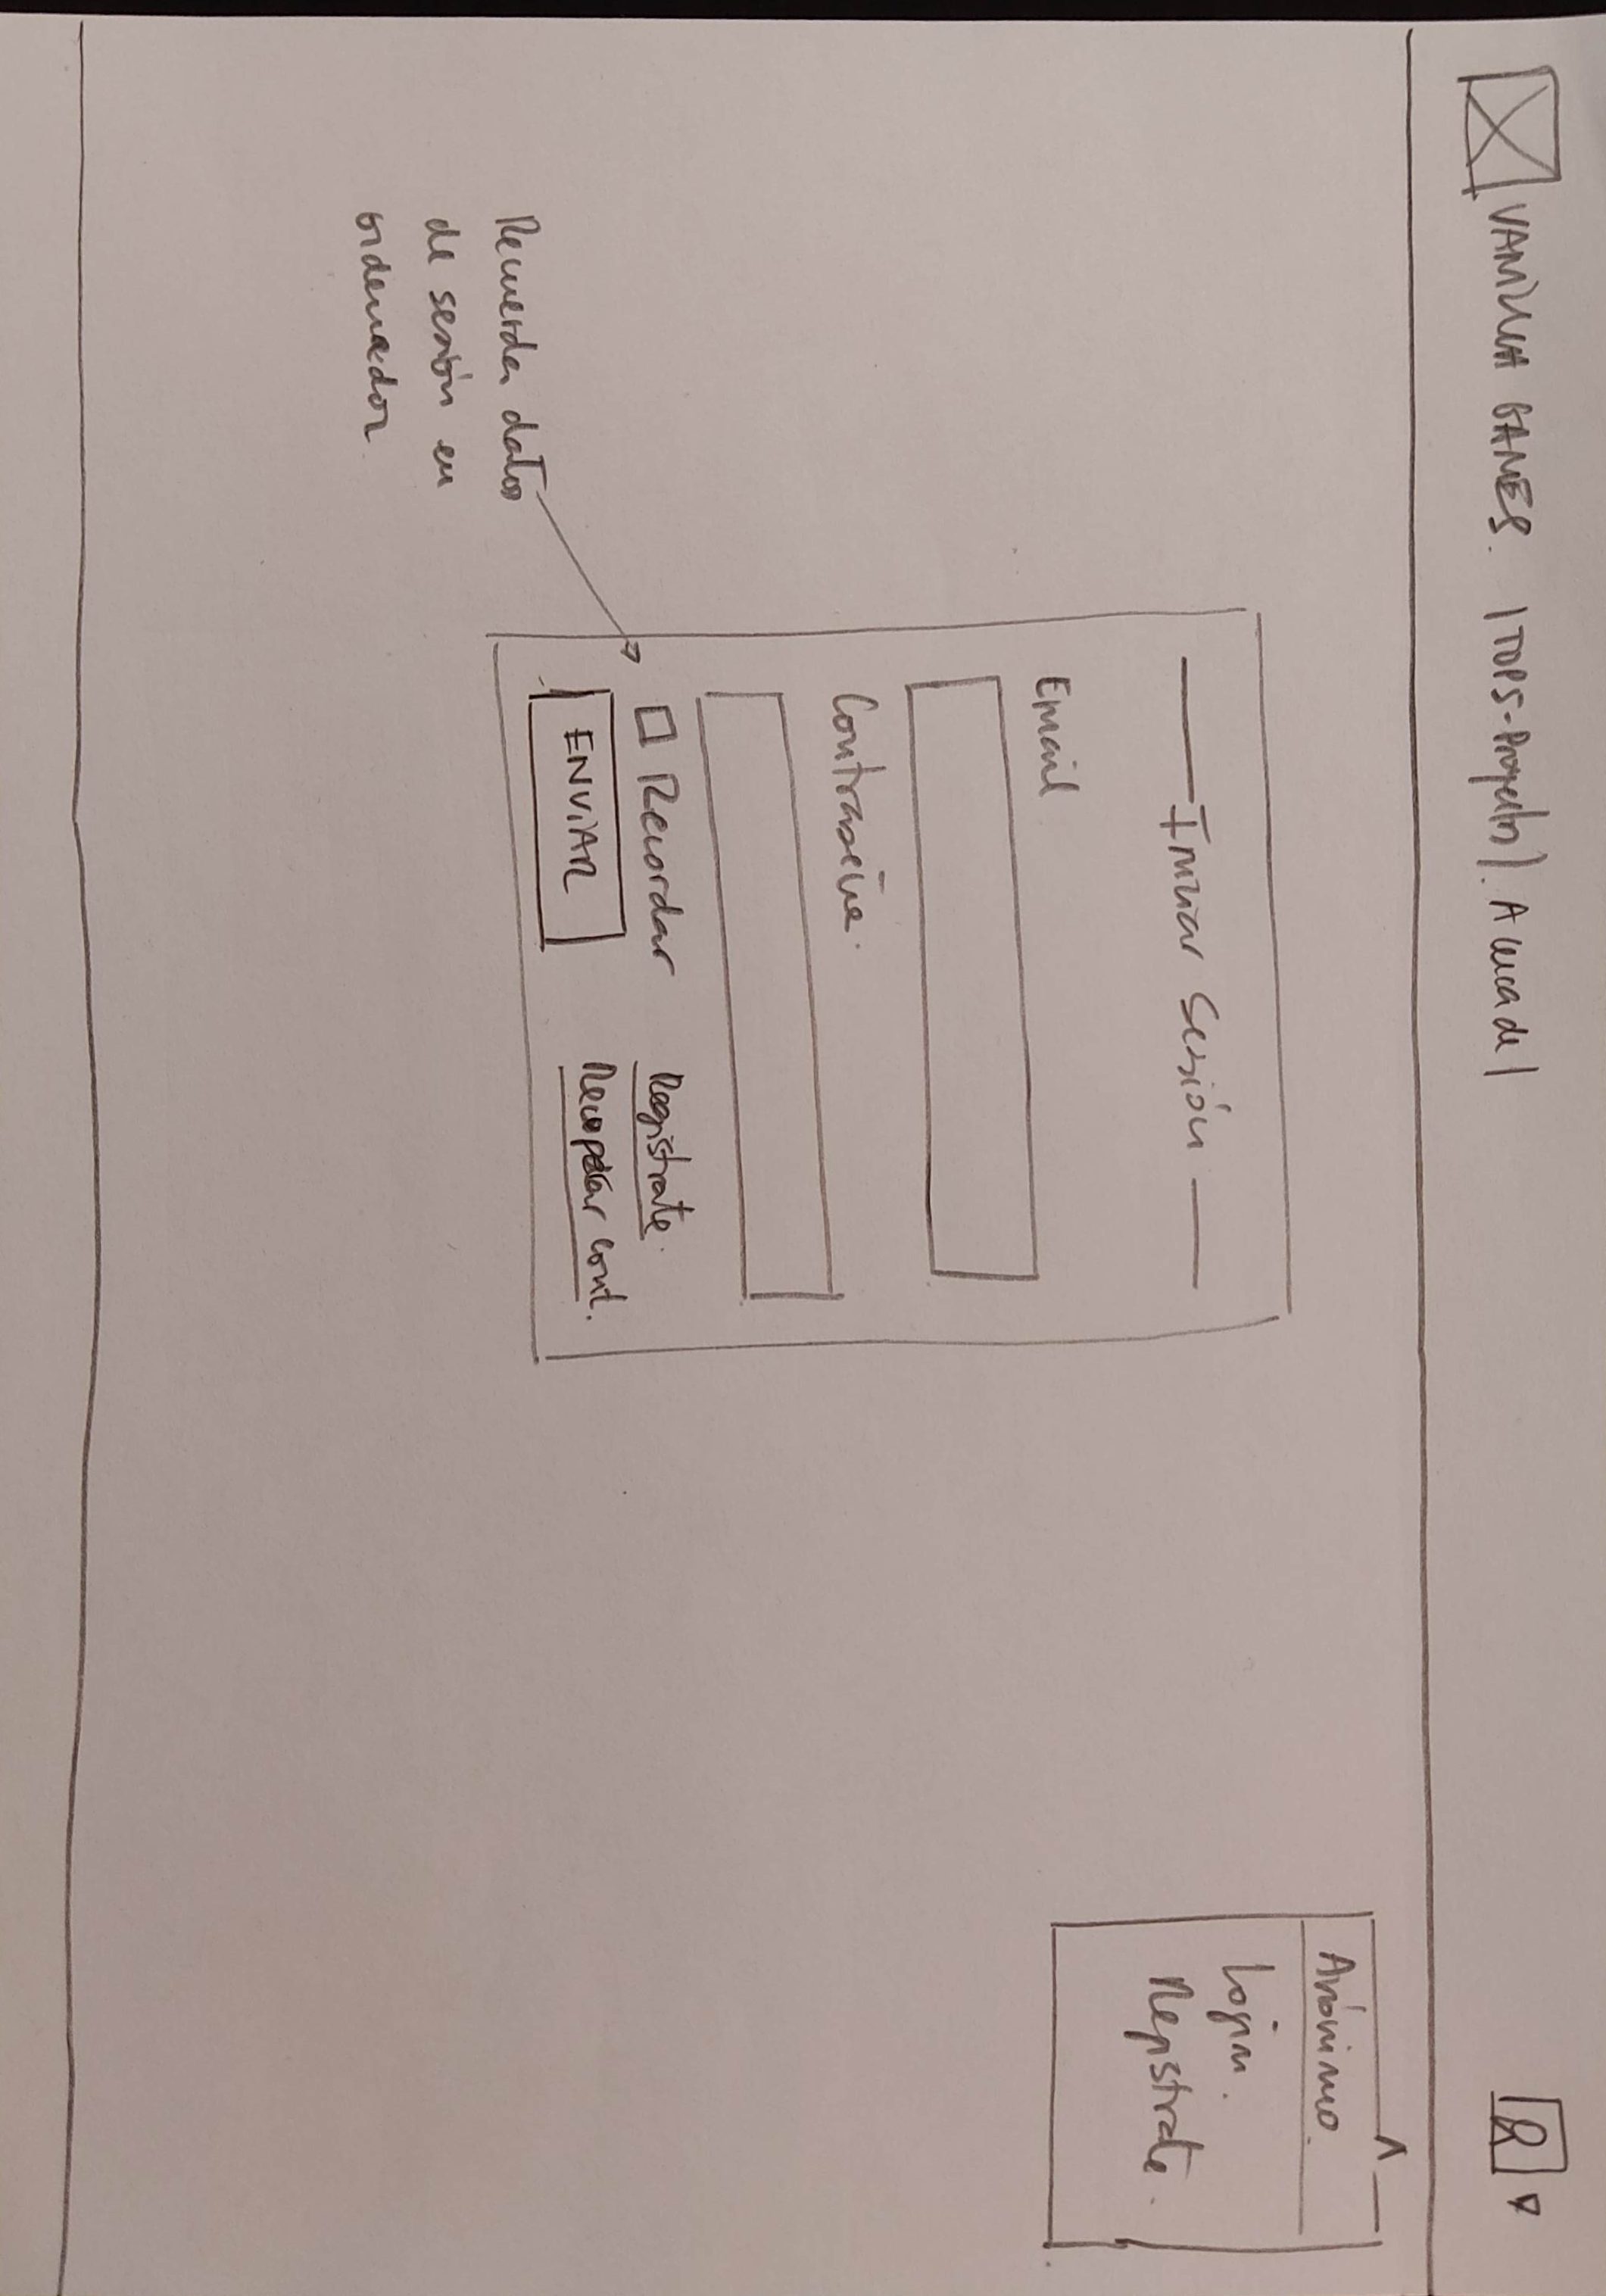 VANILLA GAMES. | TOP5-Proyectos |. Acerca de |
Anónimo.
Login.
Registrate.
Iniciar Sesión
Email
Contraseña.
Recordar
Registrate.
ENVIAR
Recuperar cont.
Recuerda datos
de sesión en
ordenador